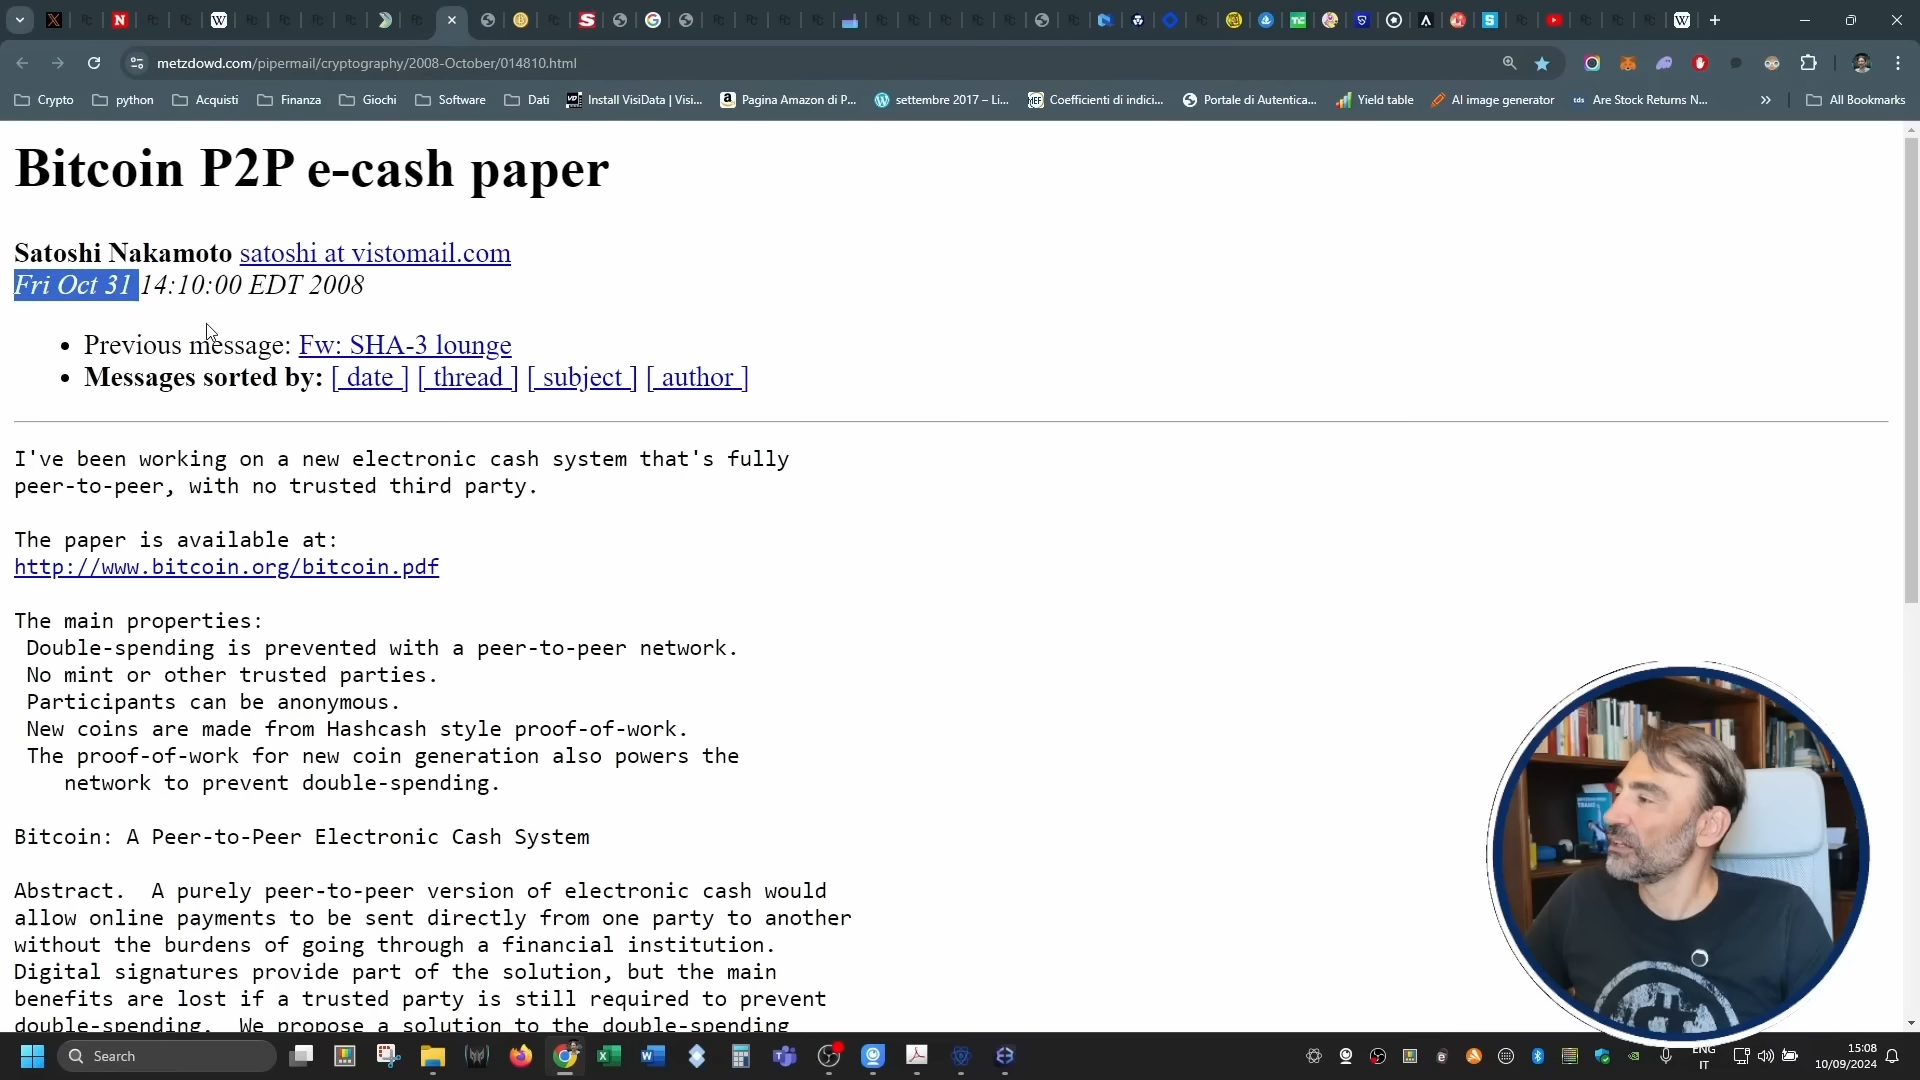 metzdowd.com/pipermail/cryptography/2008-October/014810.html
Crypto
python
Acquisti
Finanza
Giochi
Software
Dati
Install VisiData | Visi...
Pagina Amazon di P...
settembre 2017 – Li...
Coefficienti di indici...
Portale di Autentica...
Yield table
AI image generator
Are Stock Returns N...
All Bookmarks
Bitcoin P2P e-cash paper
Satoshi Nakamoto satoshi at vistomail.com
Fri Oct 31 14:10:00 EDT 2008
• Previous message: Fw: SHA-3 lounge
• Messages sorted by: [ date ] [ thread ] [ subject ] [ author ]
I've been working on a new electronic cash system that's fully
peer-to-peer, with no trusted third party.
The paper is available at:
http://www.bitcoin.org/bitcoin.pdf
The main properties:
Double-spending is prevented with a peer-to-peer network.
No mint or other trusted parties.
Participants can be anonymous.
New coins are made from Hashcash style proof-of-work.
The proof-of-work for new coin generation also powers the
network to prevent double-spending.
Bitcoin: A Peer-to-Peer Electronic Cash System
Abstract.  A purely peer-to-peer version of electronic cash would
allow online payments to be sent directly from one party to another
without the burdens of going through a financial institution.
Digital signatures provide part of the solution, but the main
benefits are lost if a trusted party is still required to prevent
double-spending.  We propose a solution to the double-spending
Search
ENG
IT
15:08
10/09/2024